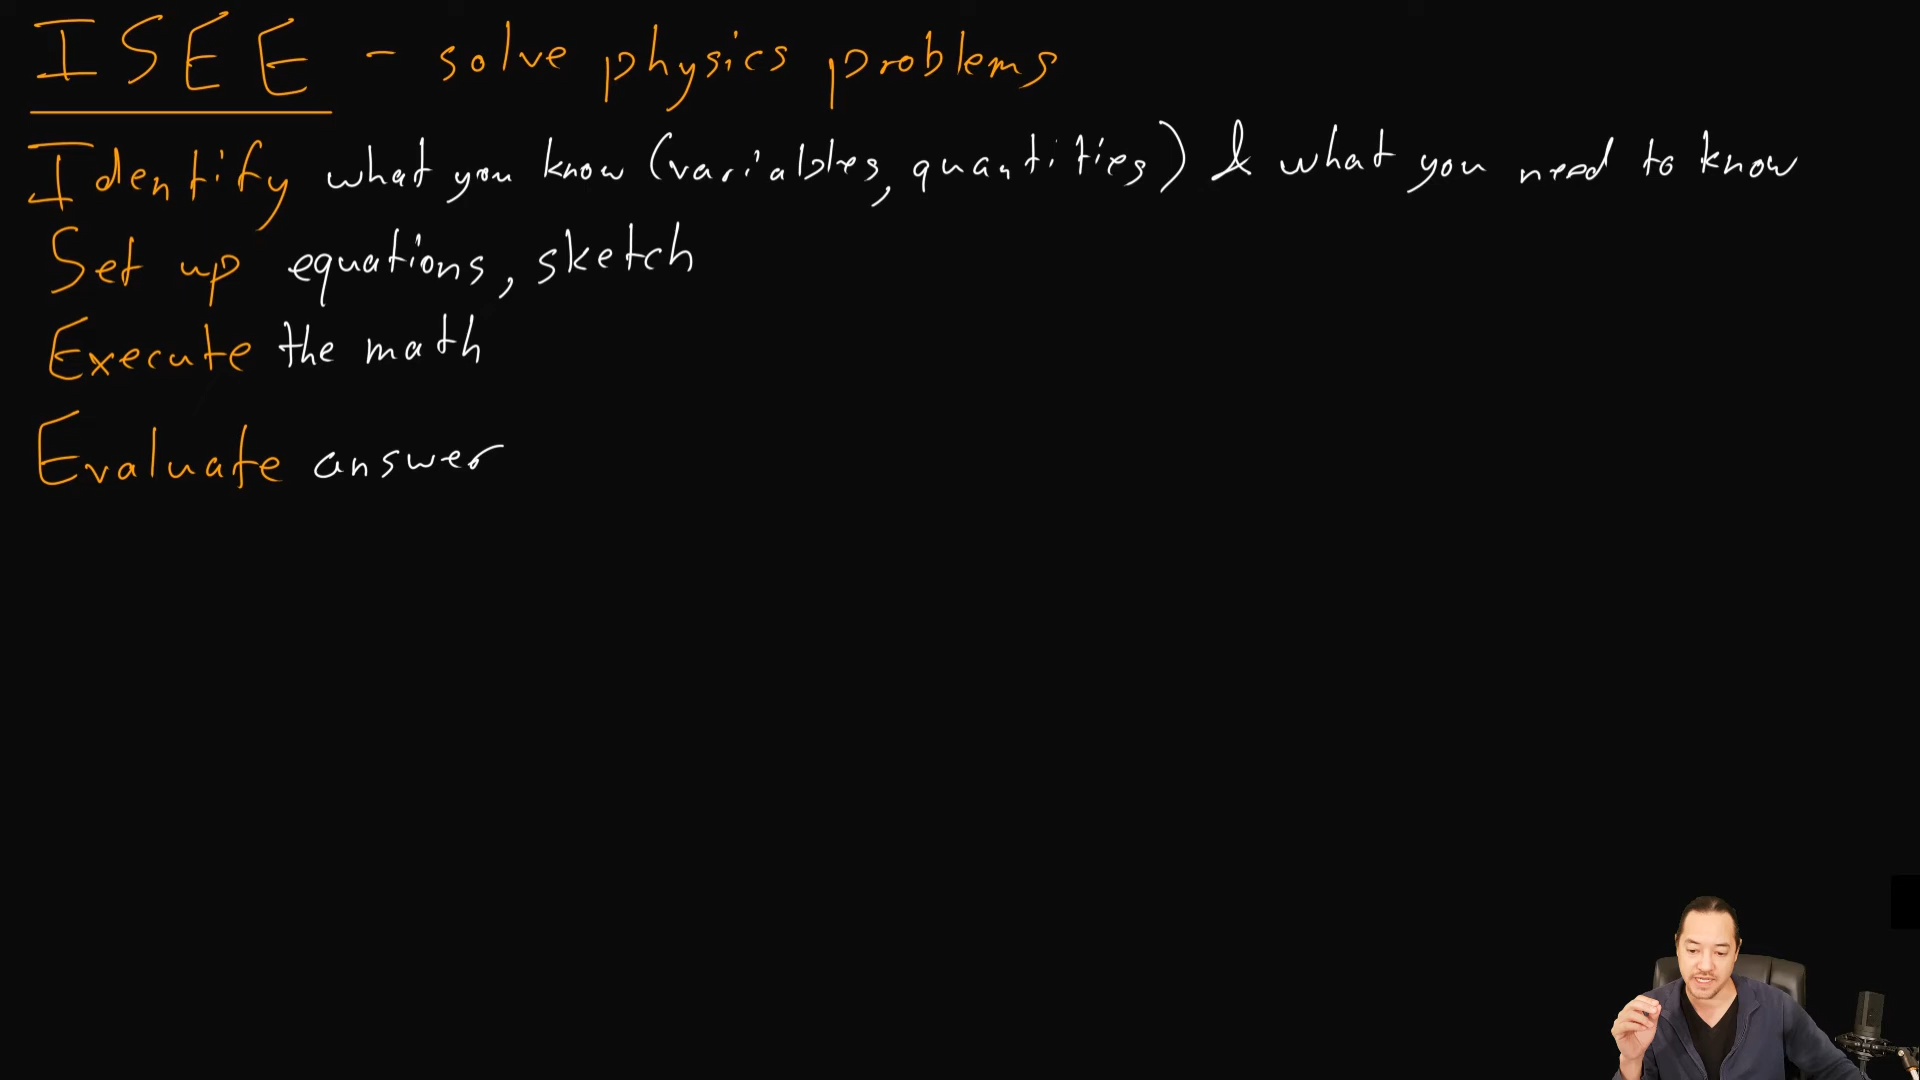 ISEE - solve physics problems
Identify what you know (variables, quantities) & what you need to know
Set up equations, sketch
Execute the math
Evaluate answer